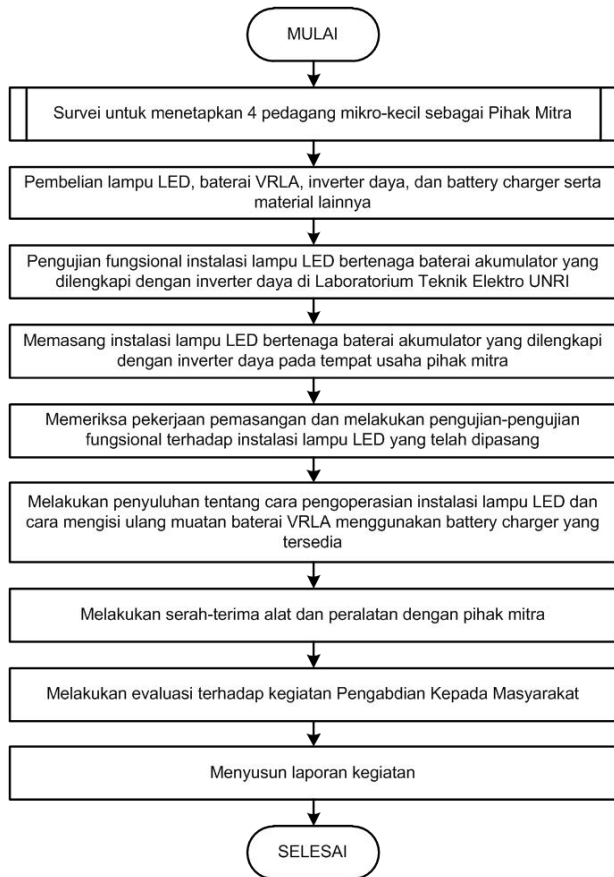 MULAI
Survei untuk menetapkan 4 pedagang mikro-kecil sebagai Pihak Mitra
Pembelian lampu LED, baterai VRLA, inverter daya, dan battery charger serta
material lainnya
Pengujian fungsional instalasi lampu LED bertenaga baterai akumulator yang
dilengkapi dengan inverter daya di Laboratorium Teknik Elektro UNRI
Memasang instalasi lampu LED bertenaga baterai akumulator yang dilengkapi
dengan inverter daya pada tempat usaha pihak mitra
Memeriksa pekerjaan pemasangan dan melakukan pengujian-pengujian
fungsional terhadap instalasi lampu LED yang telah dipasang
Melakukan penyuluhan tentang cara pengoperasian instalasi lampu LED dan
cara mengisi ulang muatan baterai VRLA menggunakan battery charger yang
tersedia
Melakukan serah-terima alat dan peralatan dengan pihak mitra
Melakukan evaluasi terhadap kegiatan Pengabdian Kepada Masyarakat
Menyusun laporan kegiatan
SELESAI